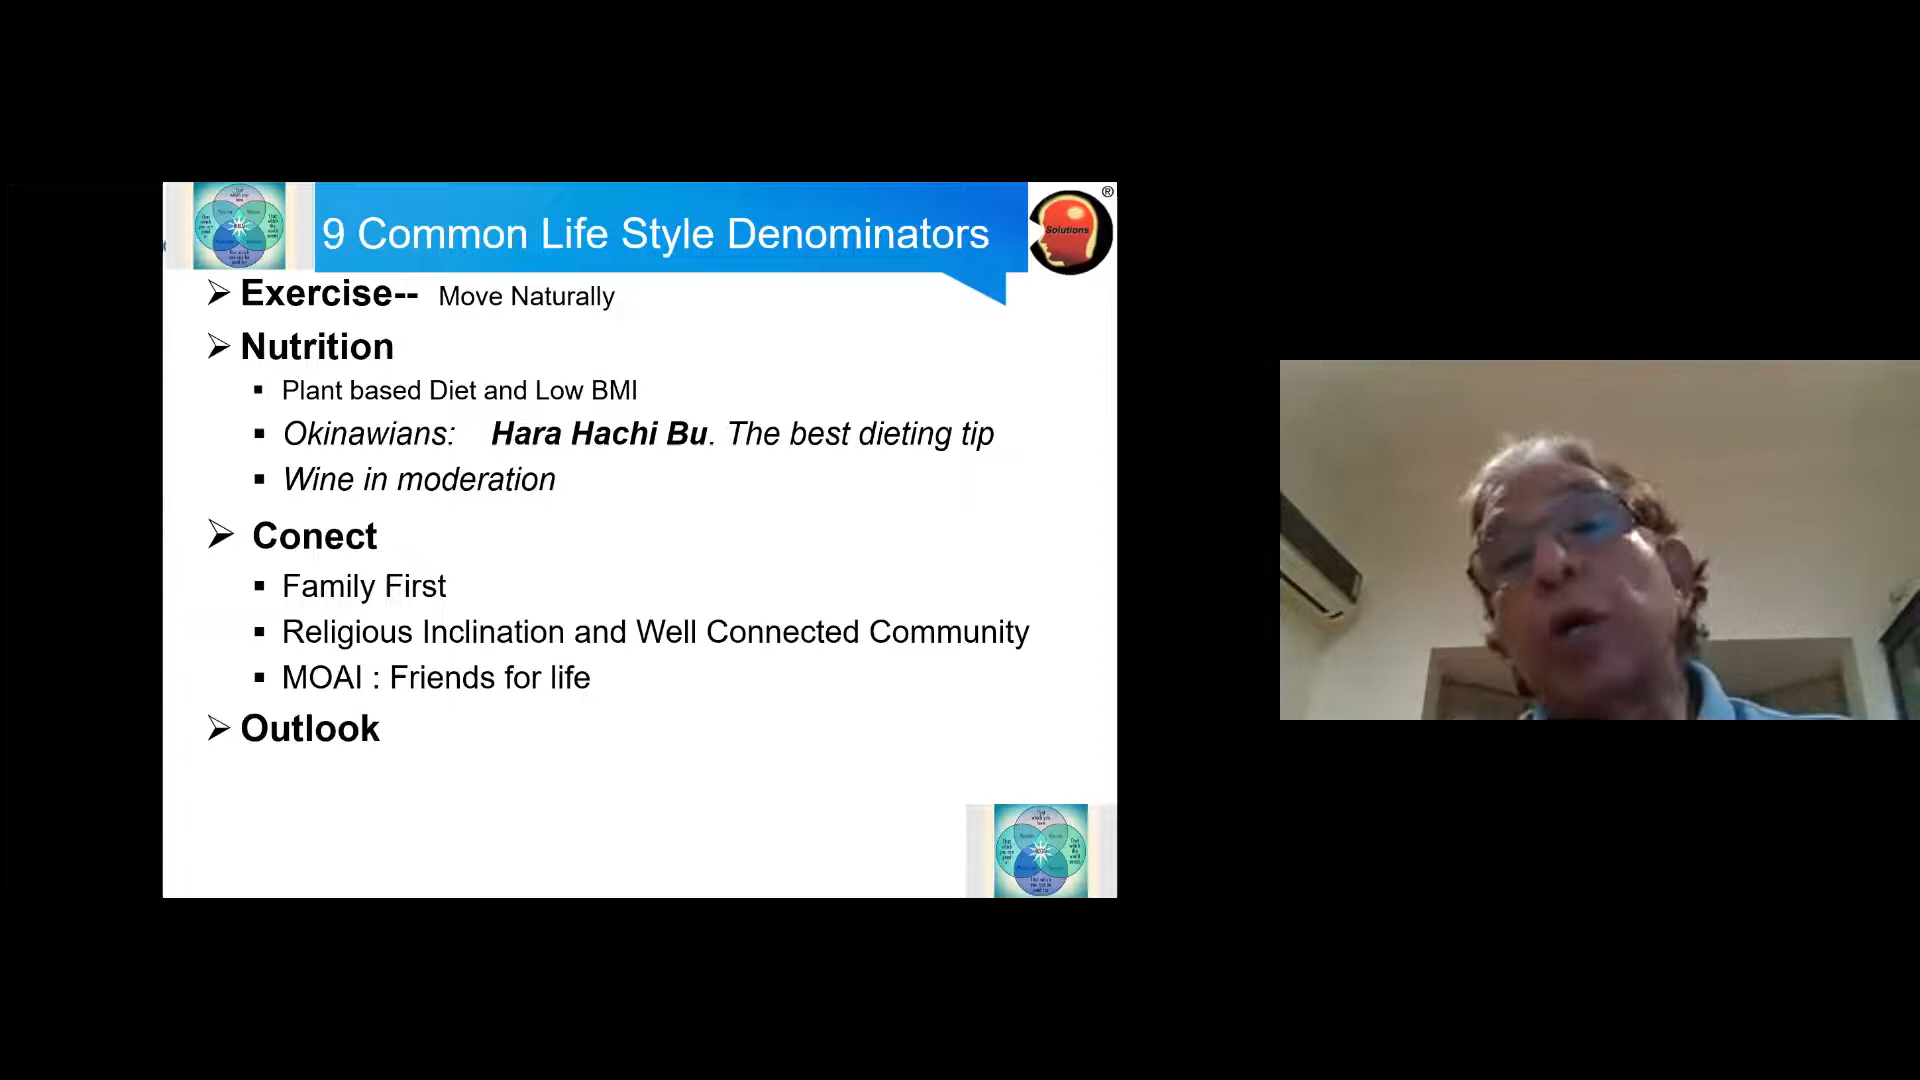 9 Common Life Style Denominators
®
Solutions
Exercise-- Move Naturally
Nutrition
Plant based Diet and Low BMI
Okinawians: Hara Hachi Bu. The best dieting tip
Wine in moderation
Conect
Family First
Religious Inclination and Well Connected Community
MOAI : Friends for life
Outlook